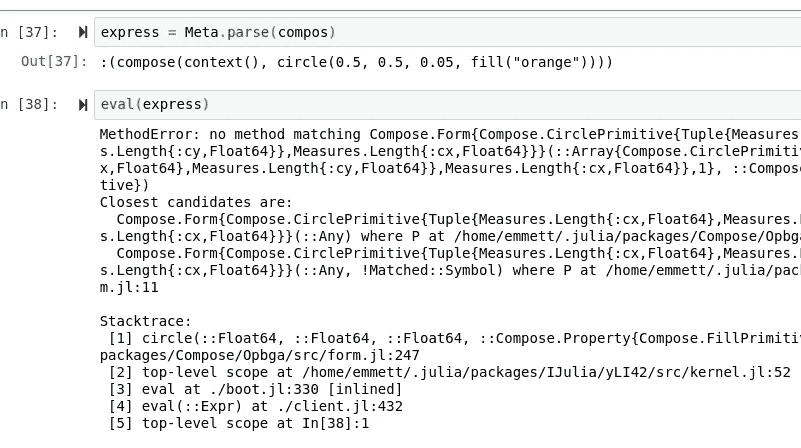 n [37]: express = Meta.parse(compos)
Out[37]: :(compose(context(), circle(0.5, 0.5, 0.05, fill("orange"))))
n [38]: eval(express)
MethodError: no method matching Compose.Form{Compose.CirclePrimitive{Tuple{Measures.
s.Length{:cy,Float64}},Measures.Length{:cx,Float64}}}(::Array{Compose.CirclePrimiti
x,Float64},Measures.Length{:cy,Float64}},Measures.Length{:cx,Float64}},1}, ::Compos
tive})
Closest candidates are:
Compose.Form{Compose.CirclePrimitive{Tuple{Measures.Length{:cx,Float64},Measures.
s.Length{:cx,Float64}}}(::Any) where P at /home/emmett/.julia/packages/Compose/Opbg
Compose.Form{Compose.CirclePrimitive{Tuple{Measures.Length{:cx,Float64},Measures.
s.Length{:cx,Float64}}}(::Any, !Matched::Symbol) where P at /home/emmett/.julia/pac
m.jl:11
Stacktrace:
[1] circle(::Float64, ::Float64, ::Float64, ::Compose.Property{Compose.FillPrimitiv
packages/Compose/Opbga/src/form.jl:247
[2] top-level scope at /home/emmett/.julia/packages/IJulia/yLI42/src/kernel.jl:52
[3] eval at ./boot.jl:330 [inlined]
[4] eval(::Expr) at ./client.jl:432
[5] top-level scope at In[38]:1